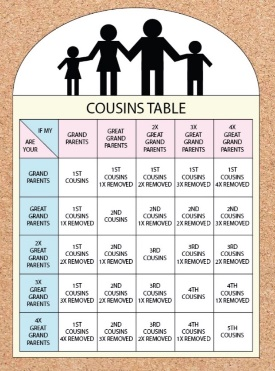 COUSINS TABLE
IF MY
ARE
YOUR
GRAND
PARENTS
GREAT
GRAND
PARENTS
2X
GREAT
GRAND
PARENTS
3X
GREAT
GRAND
PARENTS
4X
GREAT
GRAND
PARENTS
GRAND
PARENTS
1ST
COUSINS
1ST
COUSINS
1X REMOVED
1ST
COUSINS
2X REMOVED
1ST
COUSINS
3X REMOVED
1ST
COUSINS
4X REMOVED
GREAT
GRAND
PARENTS
1ST
COUSINS
1X REMOVED
2ND
COUSINS
2ND
COUSINS
1X REMOVED
2ND
COUSINS
2X REMOVED
2ND
COUSINS
3X REMOVED
2X
GREAT
GRAND
PARENTS
1ST
COUSINS
2X REMOVED
2ND
COUSINS
1X REMOVED
3RD
COUSINS
3RD
COUSINS
1X REMOVED
3RD
COUSINS
2X REMOVED
3X
GREAT
GRAND
PARENTS
1ST
COUSINS
3X REMOVED
2ND
COUSINS
2X REMOVED
3RD
COUSINS
1X REMOVED
4TH
COUSINS
4TH
COUSINS
1X REMOVED
4X
GREAT
GRAND
PARENTS
1ST
COUSINS
4X REMOVED
2ND
COUSINS
3X REMOVED
3RD
COUSINS
2X REMOVED
4TH
COUSINS
1X REMOVED
5TH
COUSINS